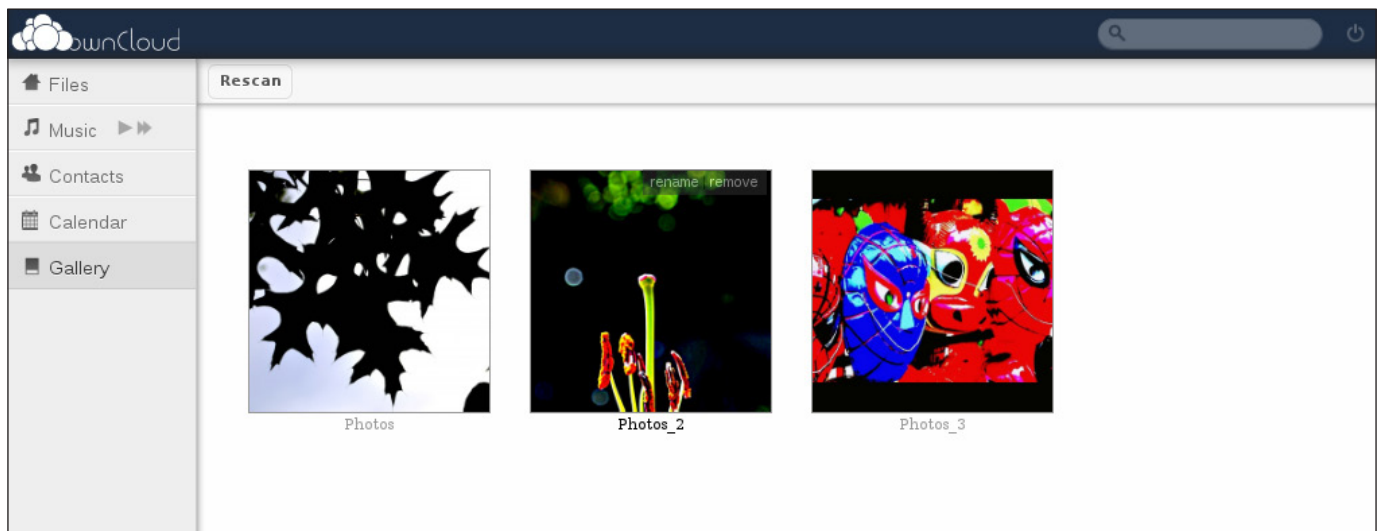 ownCloud
Files
Rescan
Music
Contacts
Calendar
Gallery
rename remove
Photos
Photos_2
Photos_3